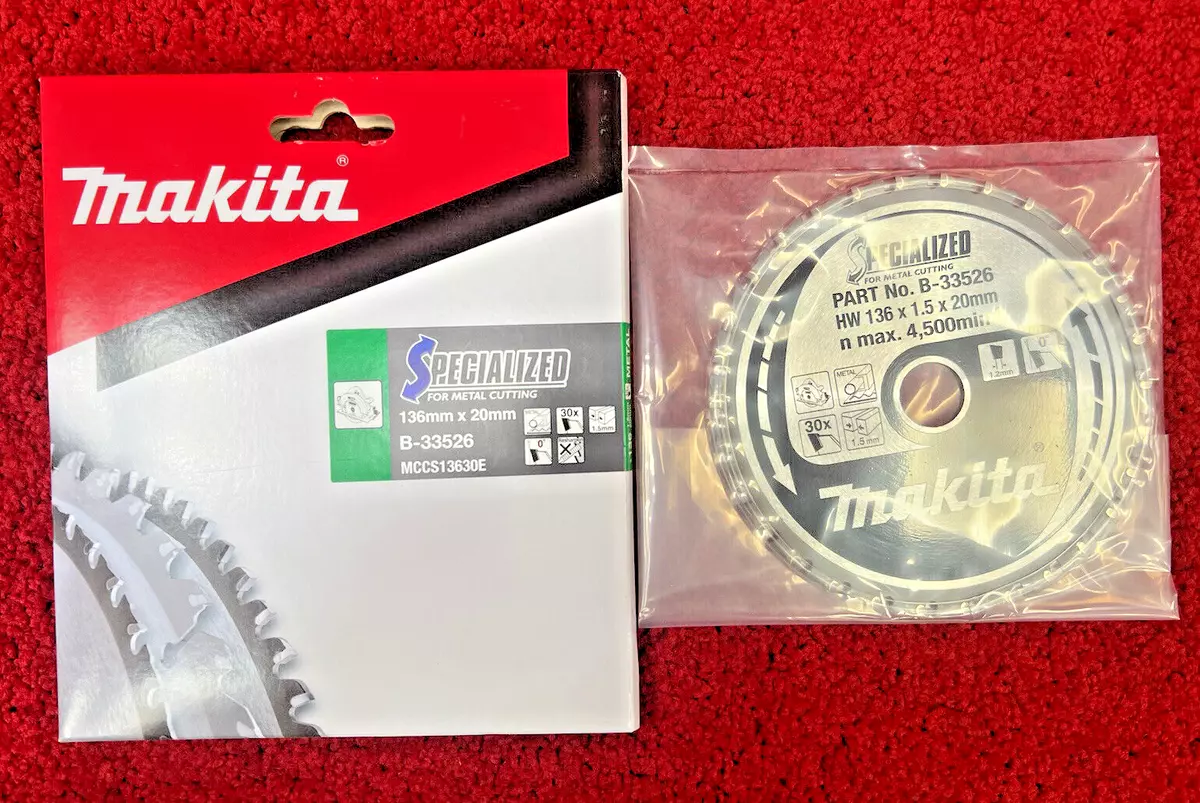 Makita®
SPECIALIZED
FOR METAL CUTTING
136mm x 20mm
B-33526
MCCS13630E
30x
1.5mm
0°
METAL
SPECIALIZED
FOR METAL CUTTING
PART No. B-33526
HW 136 x 1.5 x 20mm
n max. 4,500min
1.2mm
METAL
30x
1.5mm
Makita®